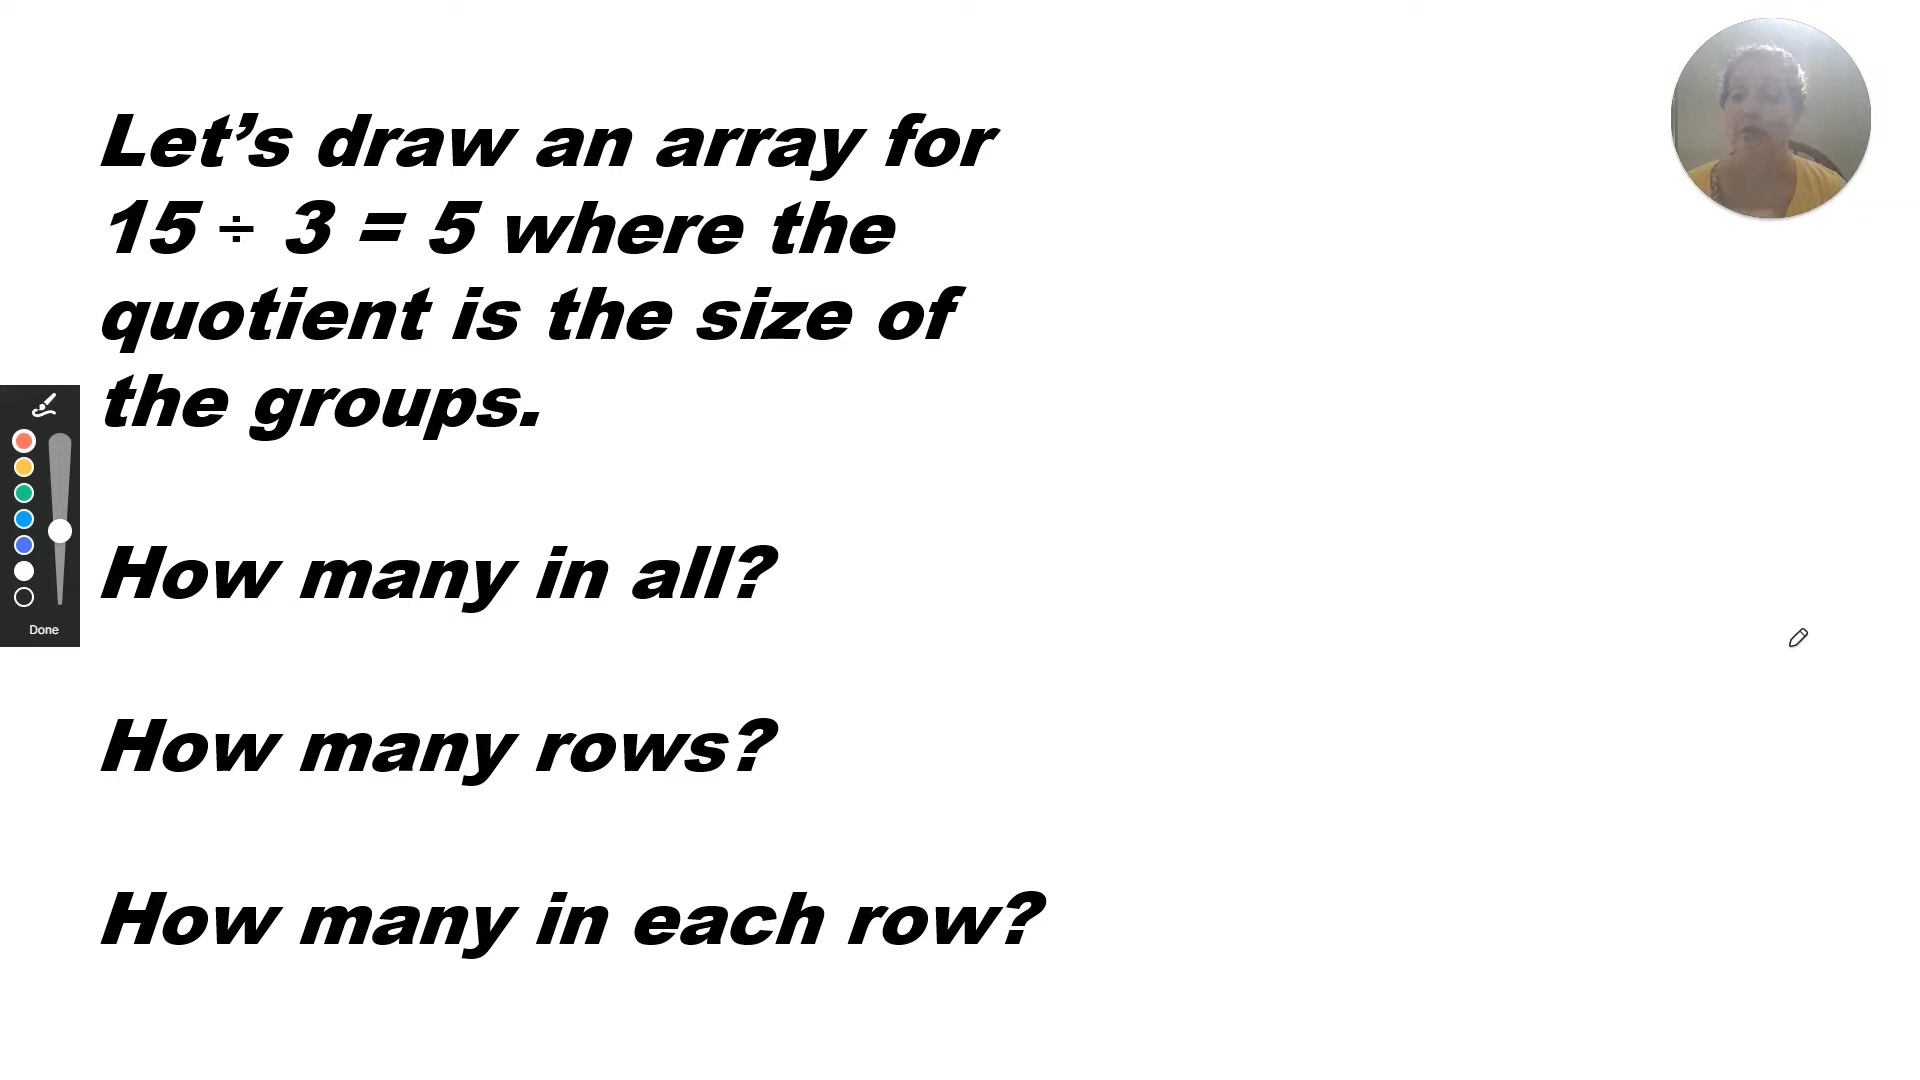 Let’s draw an array for
15 ÷ 3 = 5 where the
quotient is the size of
the groups.
How many in all?
How many rows?
How many in each row?
Done